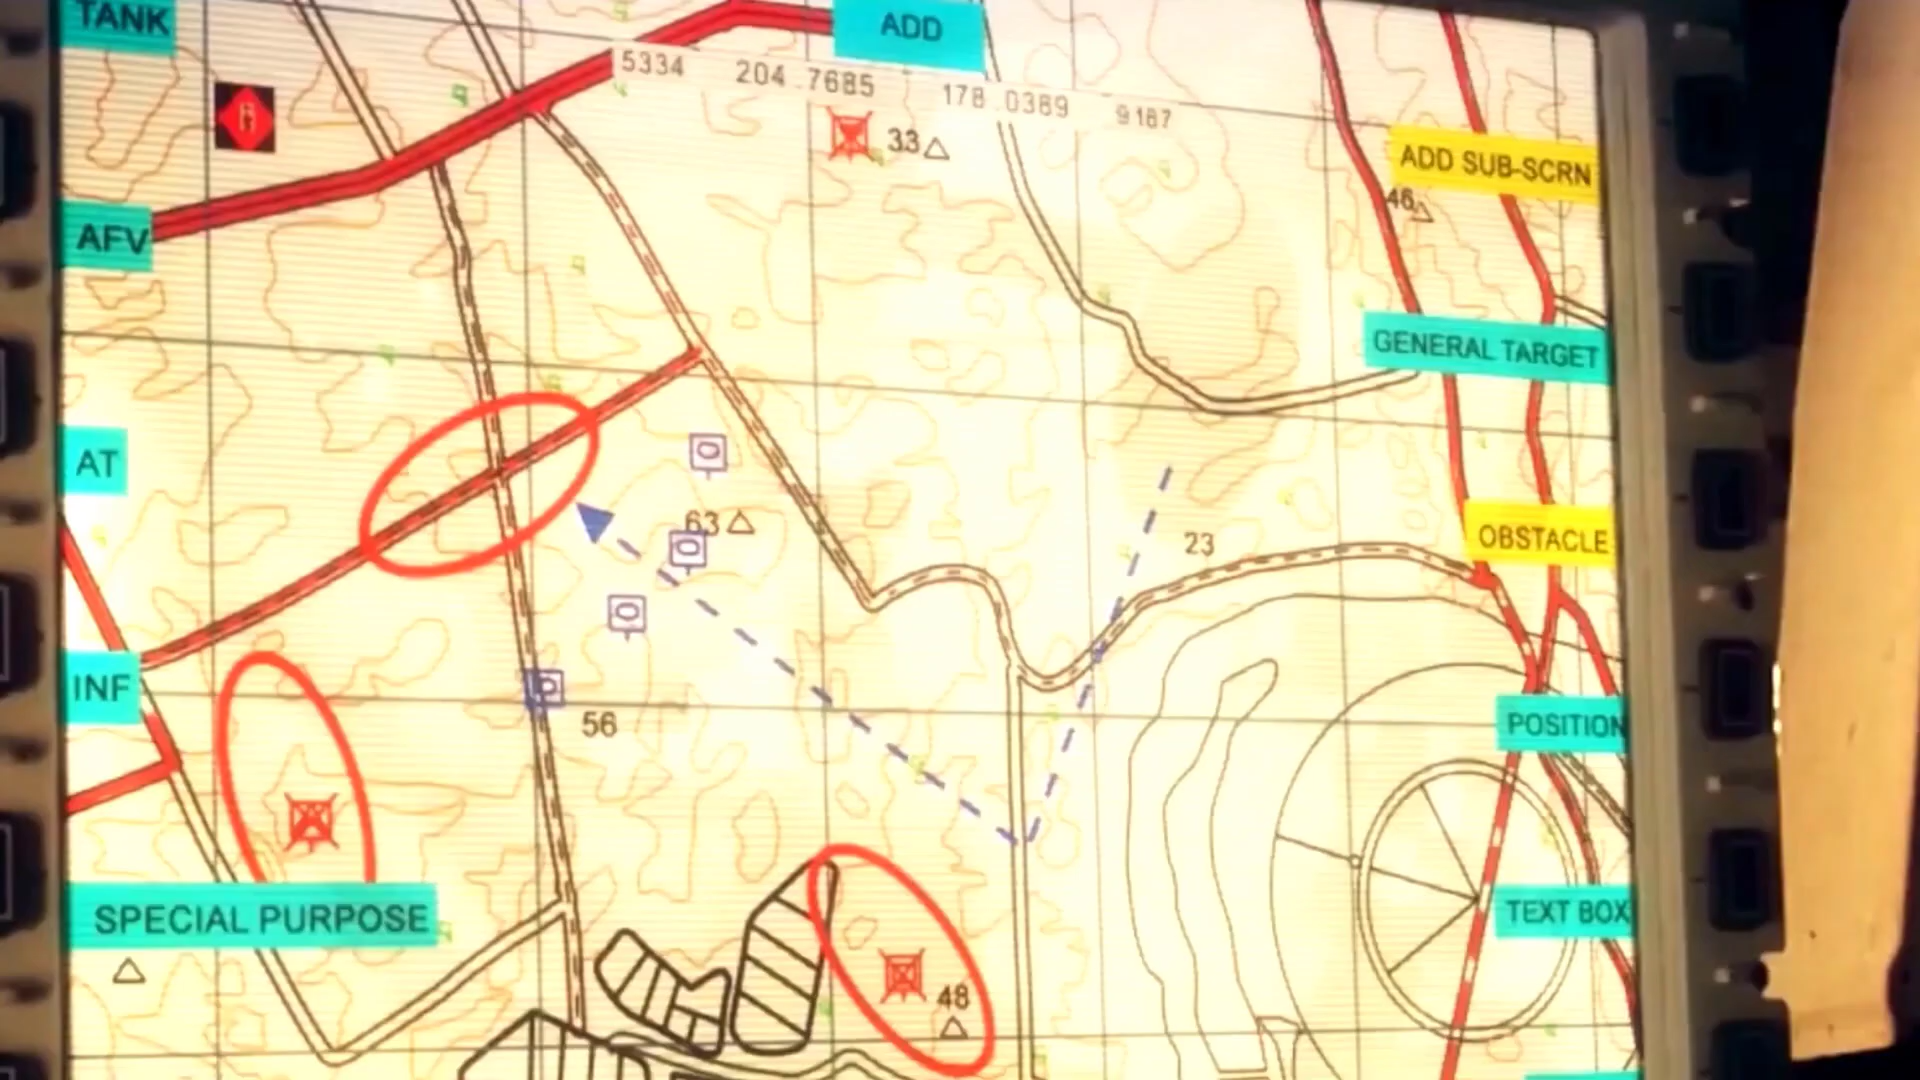 TANK
ADD
5334 204.7685 178.0389 9187
33
ADD SUB-SCRN
46
AFV
GENERAL TARGET
AT
63
23
OBSTACLE
INF
56
POSITION
SPECIAL PURPOSE
TEXT BOX
48